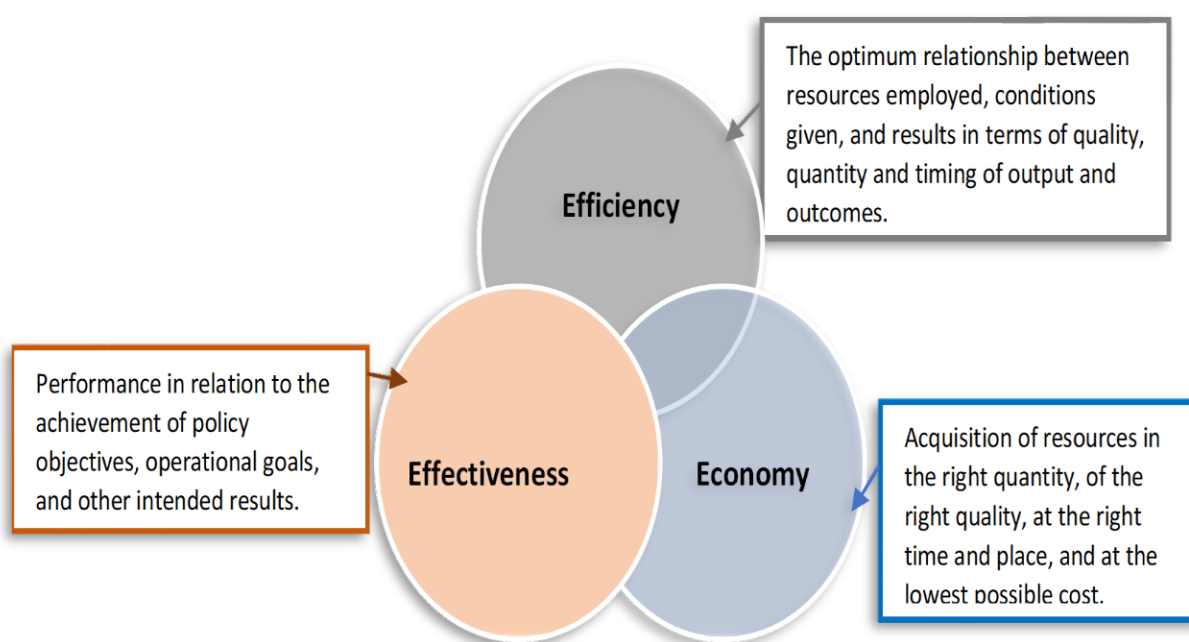 The optimum relationship between
resources employed, conditions
given, and results in terms of quality,
quantity and timing of output and
outcomes.
Efficiency
Performance in relation to the
achievement of policy
objectives, operational goals,
and other intended results.
Effectiveness
Economy
Acquisition of resources in
the right quantity, of the
right quality, at the right
time and place, and at the
lowest possible cost.